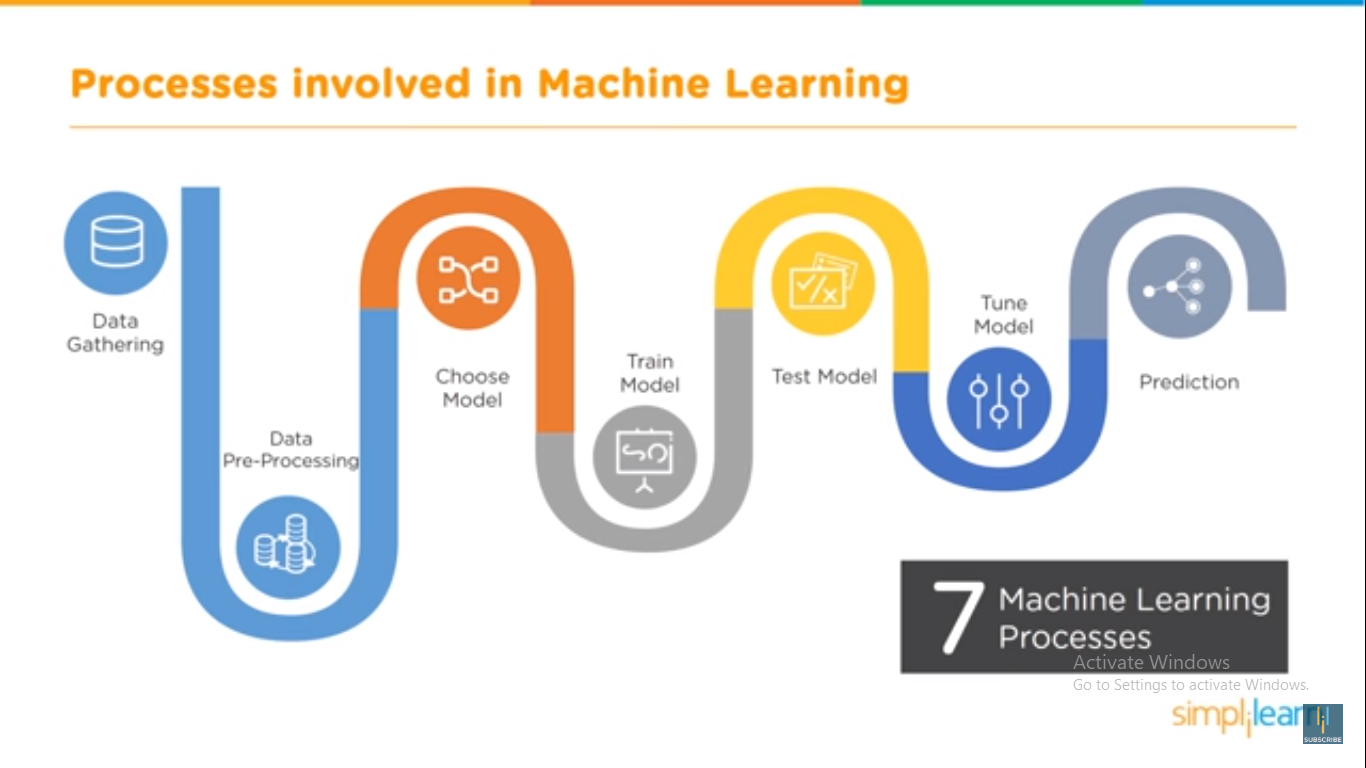 Processes involved in Machine Learning
Data
Gathering
Data
Pre-Processing
Choose
Model
Train
Model
Test Model
Tune
Model
Prediction
7
Machine Learning
Processes
Activate Windows
Go to Settings to activate Windows.
simplilearn
SUBSCRIBE